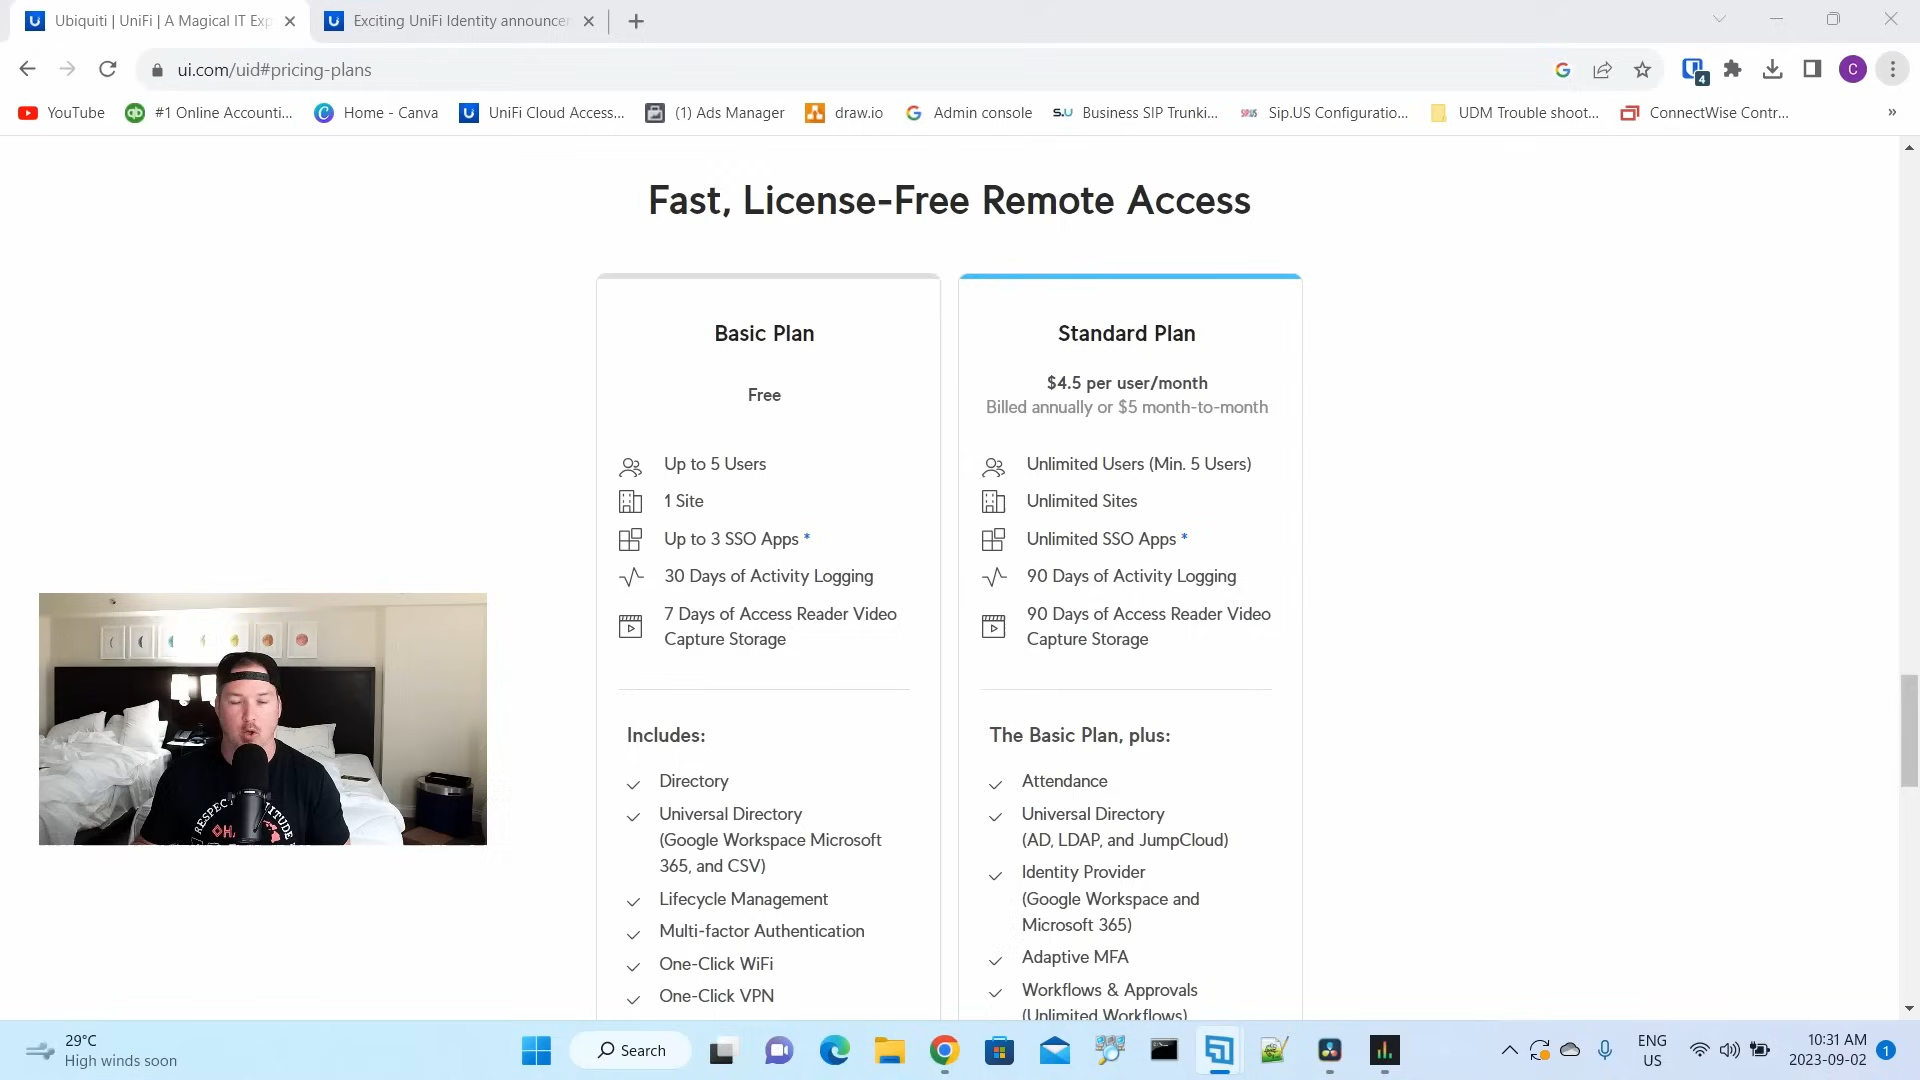 Ubiquiti | UniFi | A Magical IT Exp
Exciting UniFi Identity announcem
ui.com/uid#pricing-plans
4
C
YouTube
#1 Online Accounti...
Home - Canva
UniFi Cloud Access...
(1) Ads Manager
draw.io
Admin console
S.U Business SIP Trunki...
Sip.US Configuratio...
UDM Trouble shoot...
ConnectWise Contr...
»
Fast, License-Free Remote Access
Basic Plan
Free
Up to 5 Users
1 Site
Up to 3 SSO Apps *
30 Days of Activity Logging
7 Days of Access Reader Video
Capture Storage
Includes:
Directory
Universal Directory
(Google Workspace Microsoft
365, and CSV)
Lifecycle Management
Multi-factor Authentication
One-Click WiFi
One-Click VPN
Standard Plan
$4.5 per user/month
Billed annually or $5 month-to-month
Unlimited Users (Min. 5 Users)
Unlimited Sites
Unlimited SSO Apps *
90 Days of Activity Logging
90 Days of Access Reader Video
Capture Storage
The Basic Plan, plus:
Attendance
Universal Directory
(AD, LDAP, and JumpCloud)
Identity Provider
(Google Workspace and
Microsoft 365)
Adaptive MFA
Workflows & Approvals
(Unlimited Workflows)
29°C
High winds soon
Search
ENG
US
10:31 AM
2023-09-02
1